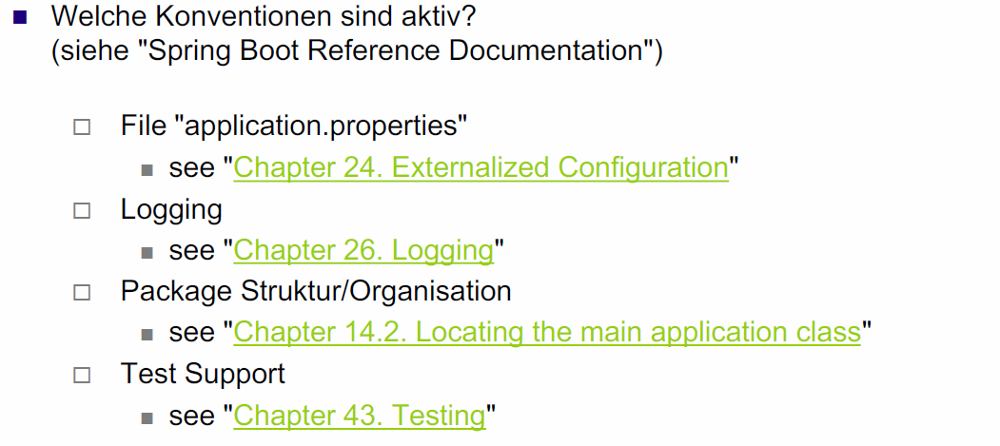 Welche Konventionen sind aktiv?
(siehe "Spring Boot Reference Documentation")
File "application.properties"
see "Chapter 24. Externalized Configuration"
Logging
see "Chapter 26. Logging"
Package Struktur/Organisation
see "Chapter 14.2. Locating the main application class"
Test Support
see "Chapter 43. Testing"